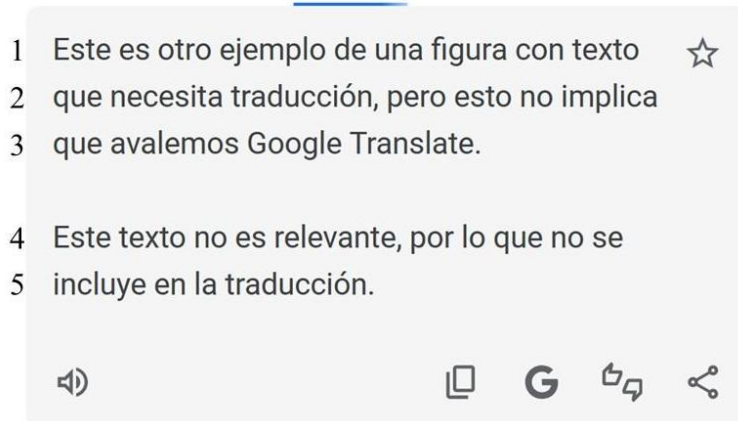 1 Este es otro ejemplo de una figura con texto
2 que necesita traducción, pero esto no implica
3 que avalemos Google Translate.
4 Este texto no es relevante, por lo que no se
5 incluye en la traducción.